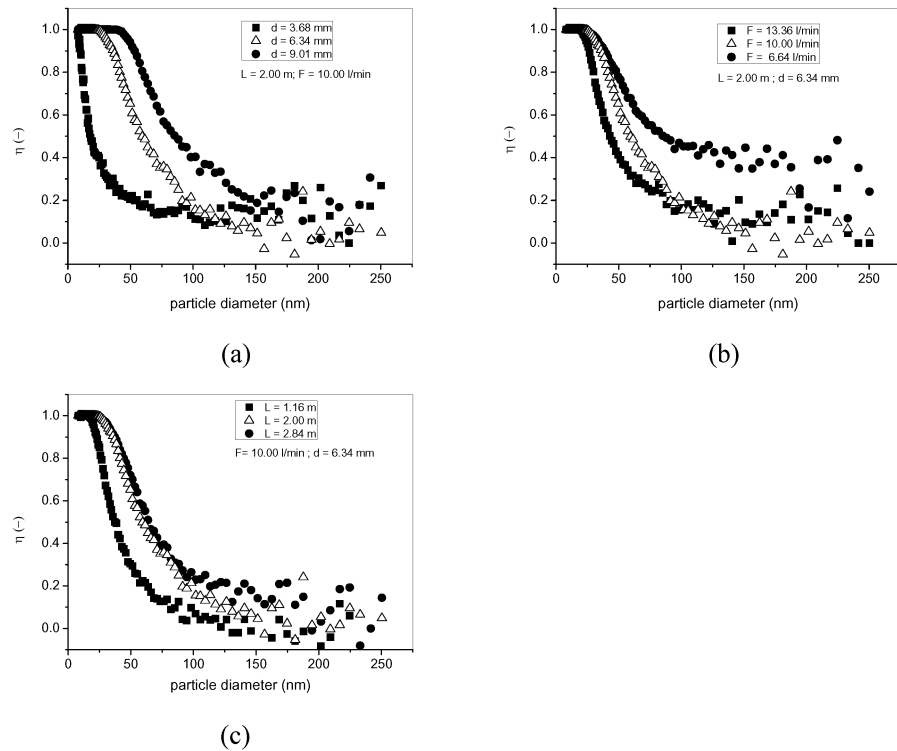 d = 3.68 mm
d = 6.34 mm
d = 9.01 mm
L = 2.00 m; F = 10.00 l/min
1.0
0.8
0.6
0.4
0.2
0.0
η (−)
0
50
100
150
200
250
particle diameter (nm)
(a)
F = 13.36 l/min
F = 10.00 l/min
F = 6.64 l/min
L = 2.00 m ; d = 6.34 mm
1.0
0.8
0.6
0.4
0.2
0.0
η (−)
0
50
100
150
200
250
particle diameter (nm)
(b)
L = 1.16 m
L = 2.00 m
L = 2.84 m
F= 10.00 l/min ; d = 6.34 mm
1.0
0.8
0.6
0.4
0.2
0.0
η (−)
0
50
100
150
200
250
particle diameter (nm)
(c)